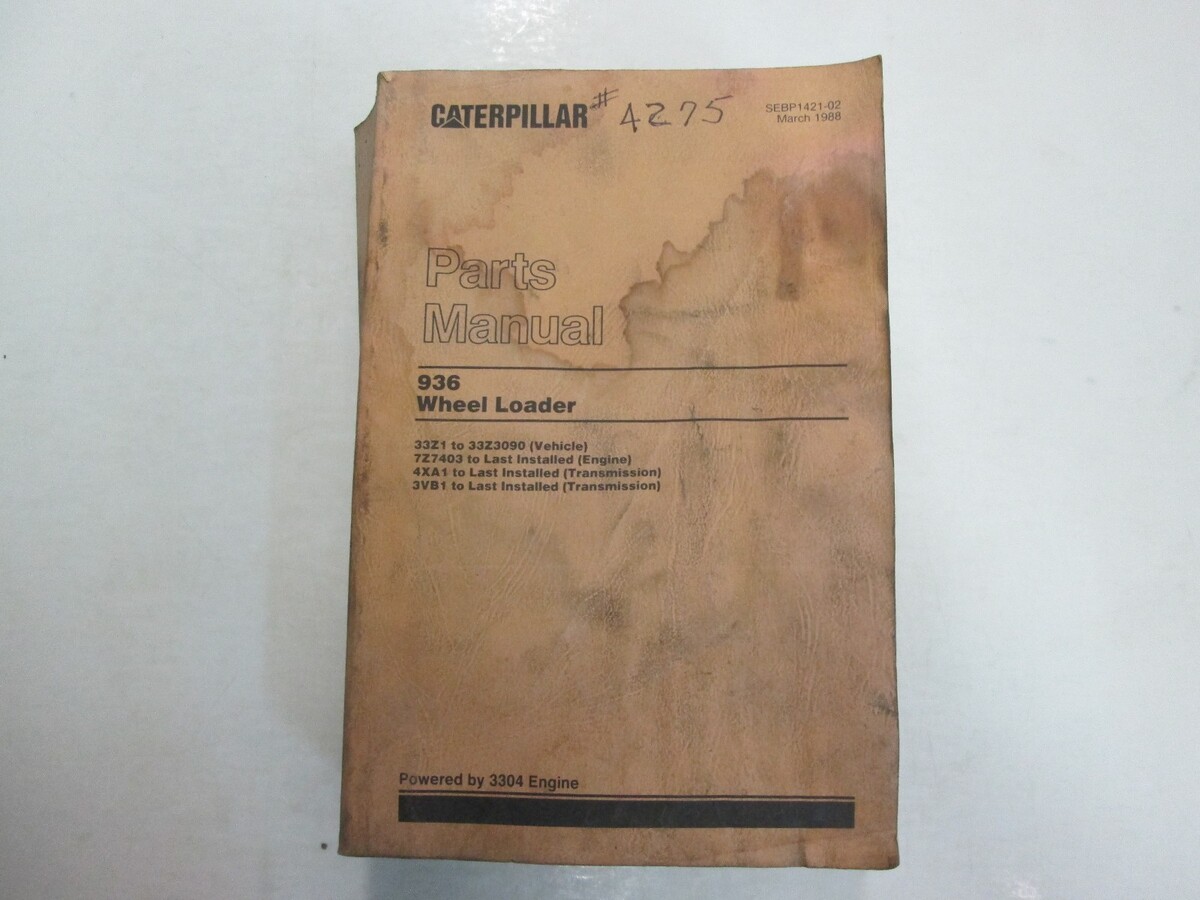 CATERPILLAR # 4275
SEBP1421-02
March 1988
Parts
Manual
936
Wheel Loader
33Z1 to 33Z3090 (Vehicle)
7Z7403 to Last Installed (Engine)
4XA1 to Last Installed (Transmission)
3VB1 to Last Installed (Transmission)
Powered by 3304 Engine